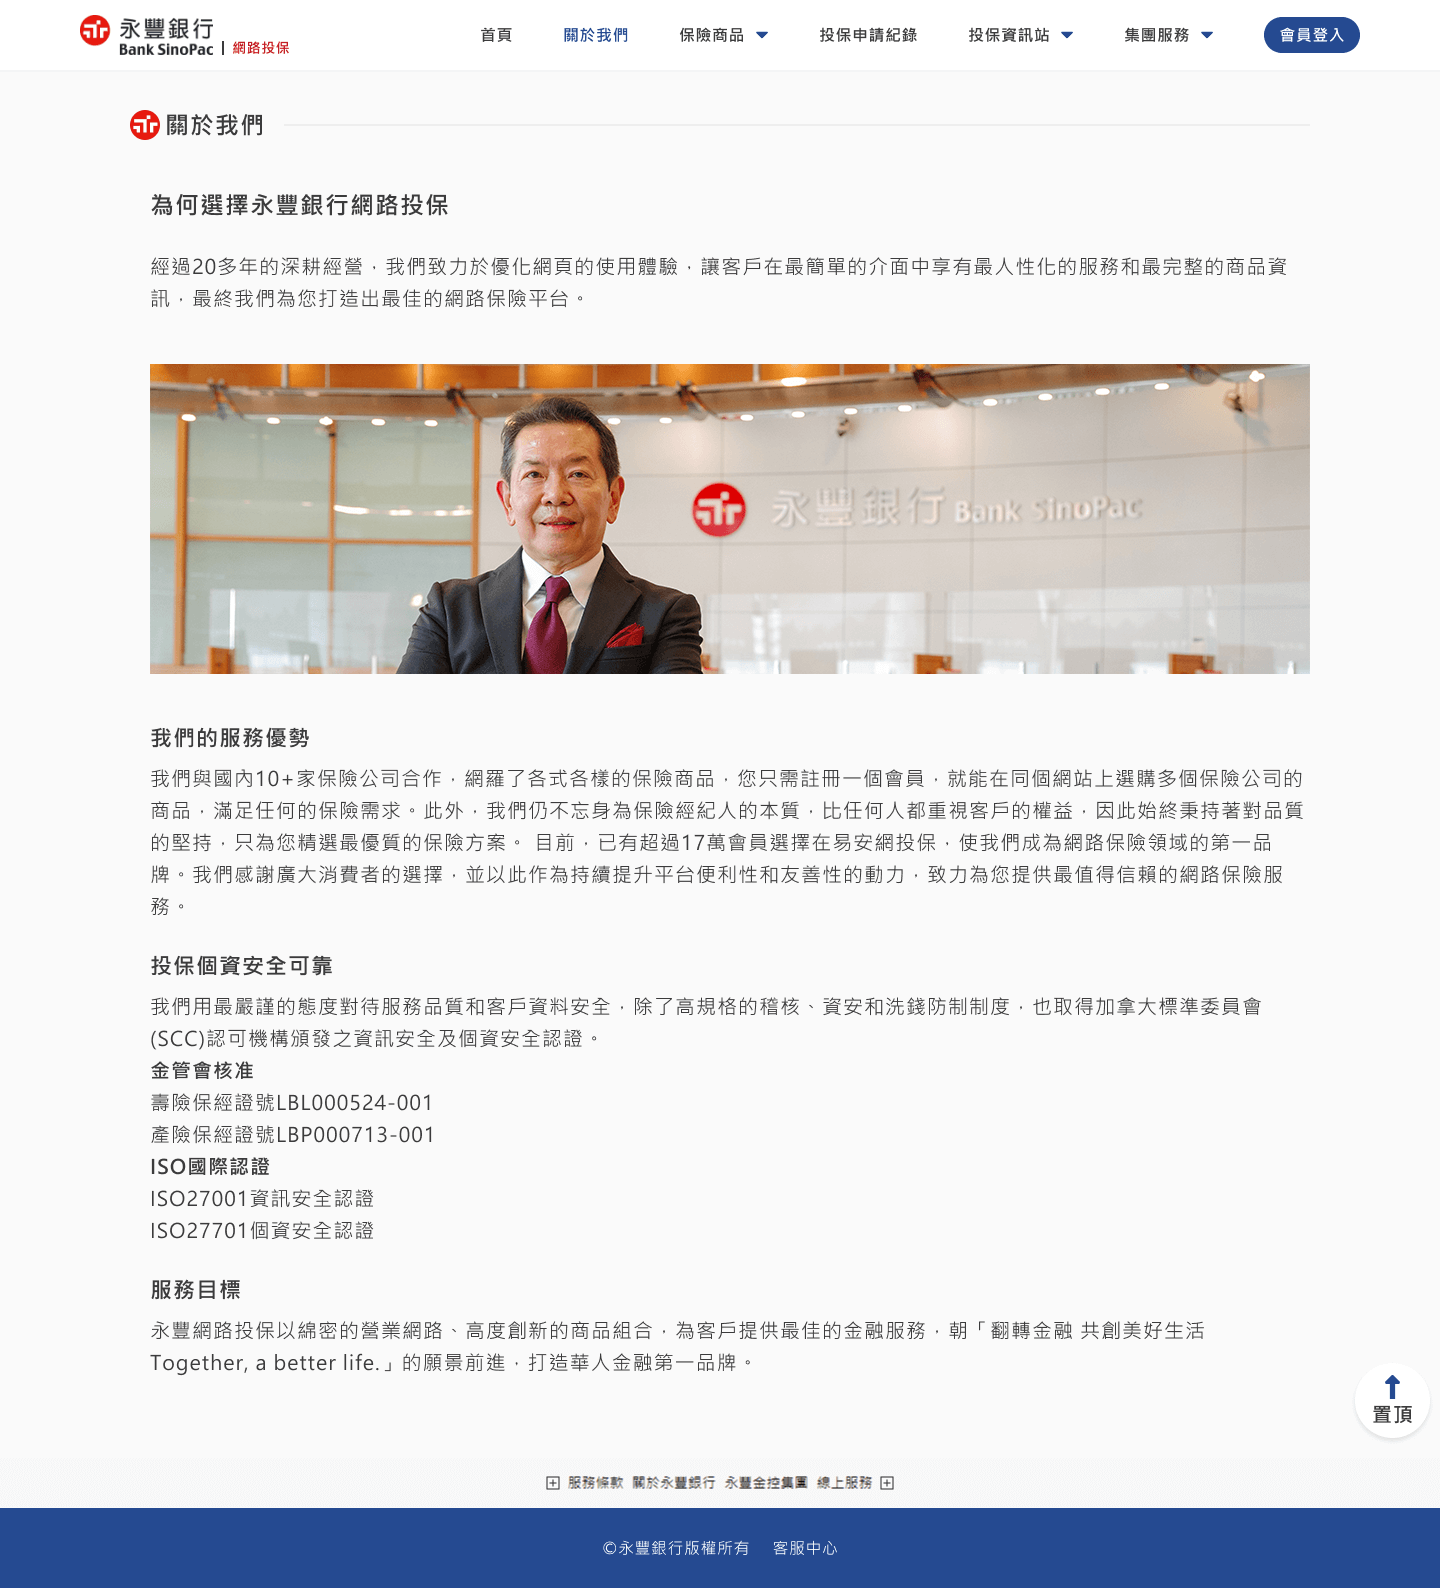 永豐銀行
Bank SinoPac | 網路投保
首頁
關於我們
保險商品
投保申請紀錄
投保資訊站
集團服務
會員登入
關於我們
為何選擇永豐銀行網路投保
經過20多年的深耕經營，我們致力於優化網頁的使用體驗，讓客戶在最簡單的介面中享有最人性化的服務和最完整的商品資
訊，最終我們為您打造出最佳的網路保險平台。
永豐銀行 Bank SinoPac
我們的服務優勢
我們與國內10+家保險公司合作，網羅了各式各樣的保險商品，您只需註冊一個會員，就能在同個網站上選購多個保險公司的
商品，滿足任何的保險需求。此外，我們仍不忘身為保險經紀人的本質，比任何人都重視客戶的權益，因此始終秉持著對品質
的堅持，只為您精選最優質的保險方案。 目前，已有超過17萬會員選擇在易安網投保，使我們成為網路保險領域的第一品
牌。我們感謝廣大消費者的選擇，並以此作為持續提升平台便利性和友善性的動力，致力為您提供最值得信賴的網路保險服
務。
投保個資安全可靠
我們用最嚴謹的態度對待服務品質和客戶資料安全，除了高規格的稽核、資安和洗錢防制制度，也取得加拿大標準委員會
(SCC)認可機構頒發之資訊安全及個資安全認證。
金管會核准
壽險保經證號LBL000524-001
產險保經證號LBP000713-001
ISO國際認證
ISO27001資訊安全認證
ISO27701個資安全認證
服務目標
永豐網路投保以綿密的營業網路、高度創新的商品組合，為客戶提供最佳的金融服務，朝「翻轉金融 共創美好生活
Together, a better life.」的願景前進，打造華人金融第一品牌。
置頂
服務條款 關於永豐銀行 永豐金控集團 線上服務
©永豐銀行版權所有 客服中心